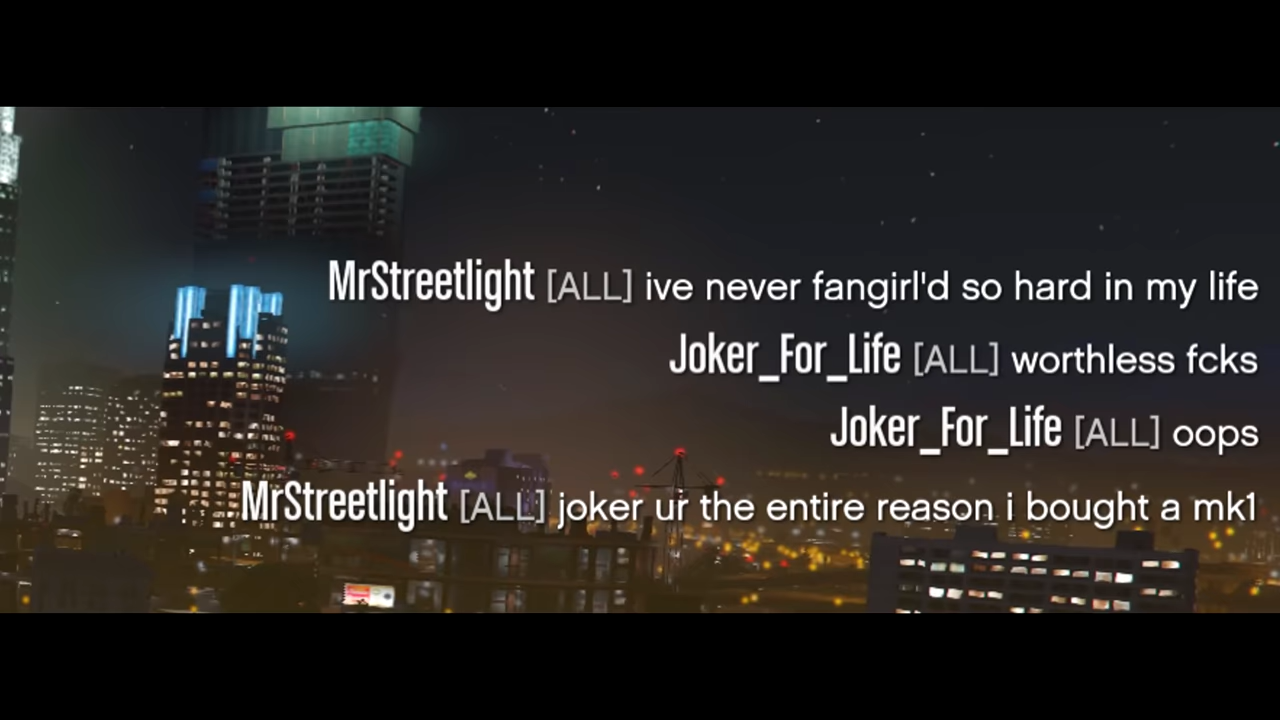 MrStreetlight [ALL] ive never fangirl'd so hard in my life
Joker_For_Life [ALL] worthless fcks
Joker_For_Life [ALL] oops
MrStreetlight [ALL] joker ur the entire reason i bought a mk1